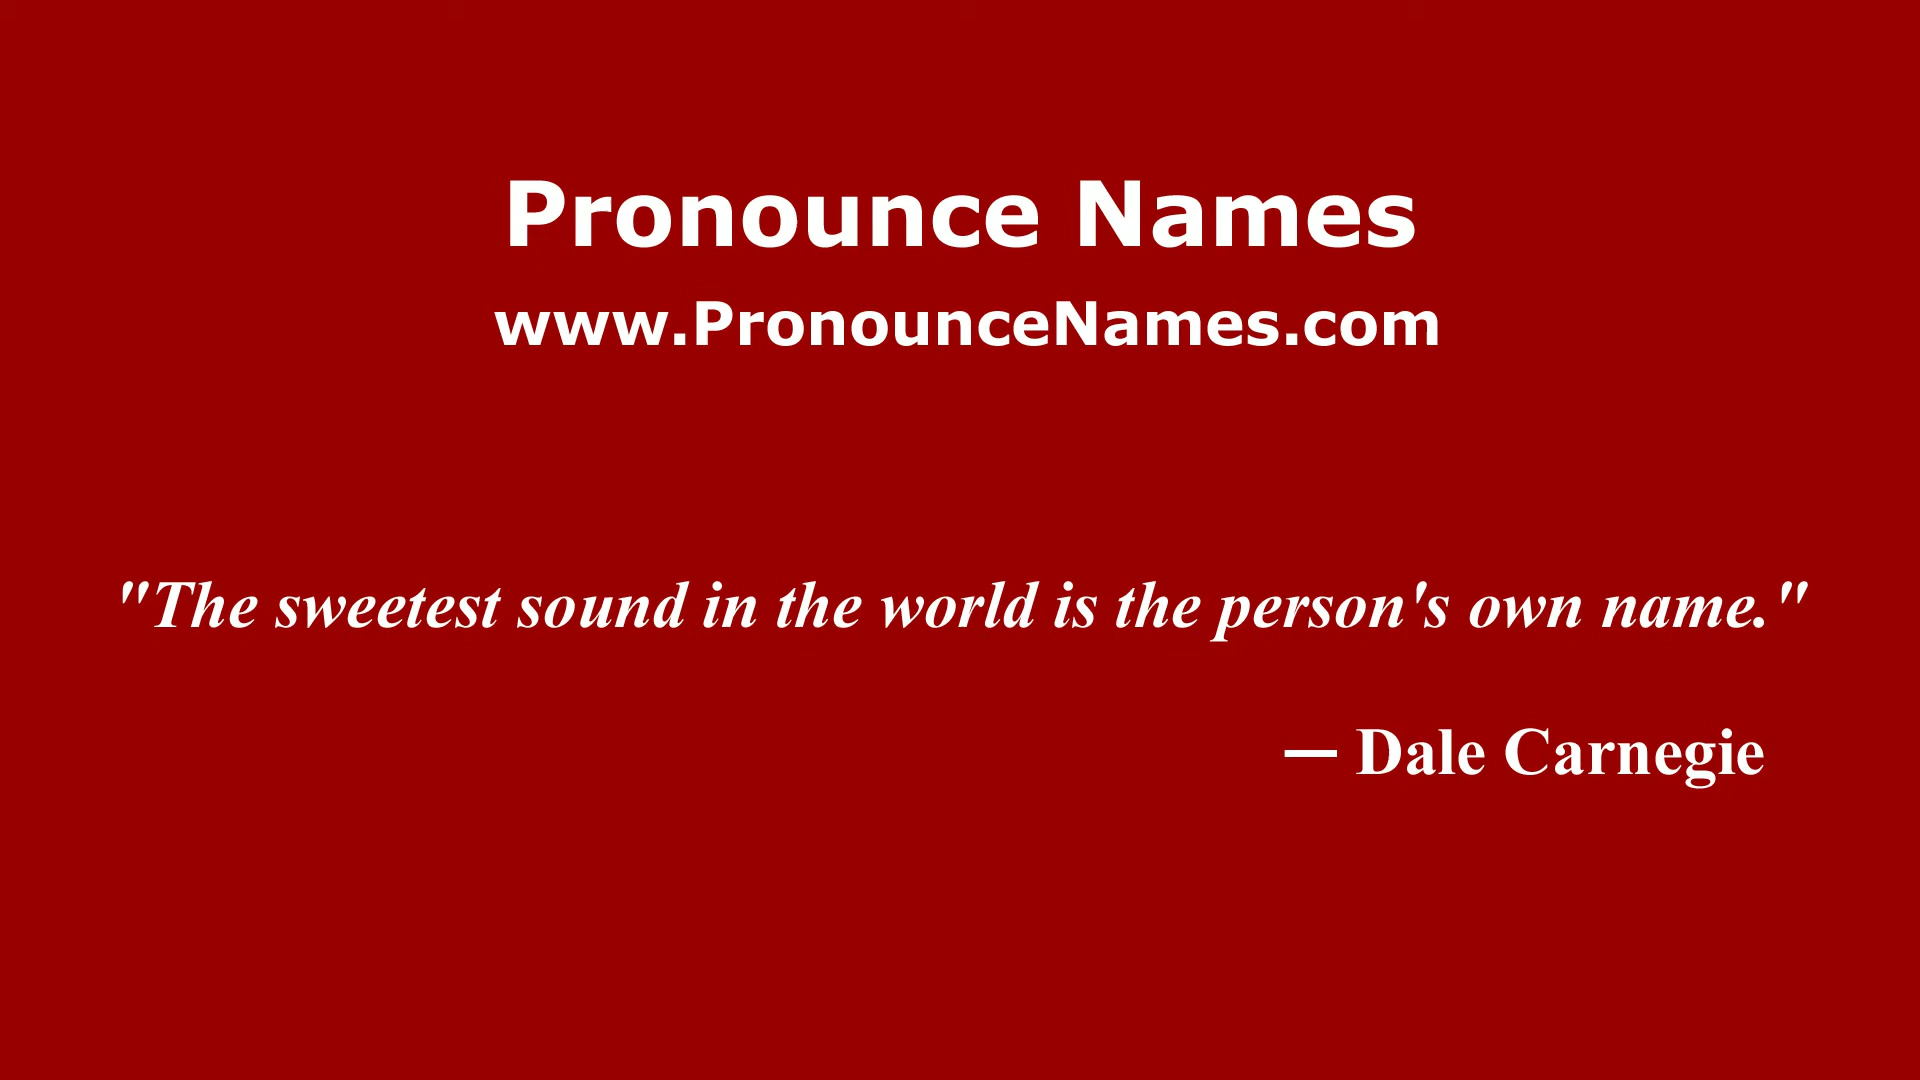 Pronounce Names
www.PronounceNames.com
"The sweetest sound in the world is the person's own name."
— Dale Carnegie